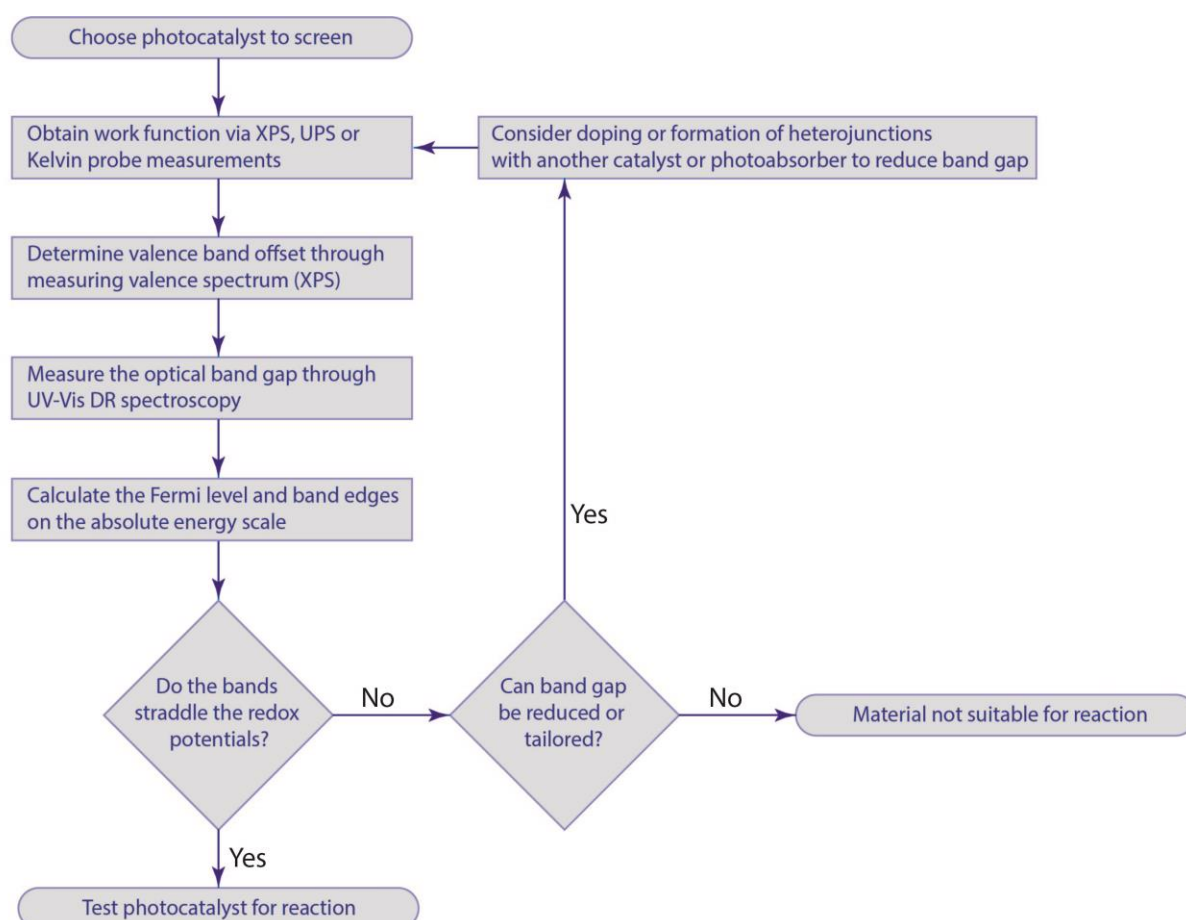 Choose photocatalyst to screen
Obtain work function via XPS, UPS or
Kelvin probe measurements
Consider doping or formation of heterojunctions
with another catalyst or photoabsorber to reduce band gap
Determine valence band offset through
measuring valence spectrum (XPS)
Measure the optical band gap through
UV-Vis DR spectroscopy
Calculate the Fermi level and band edges
on the absolute energy scale
Yes
Do the bands
straddle the redox
potentials?
No
Can band gap
be reduced or
tailored?
No
Material not suitable for reaction
Yes
Test photocatalyst for reaction